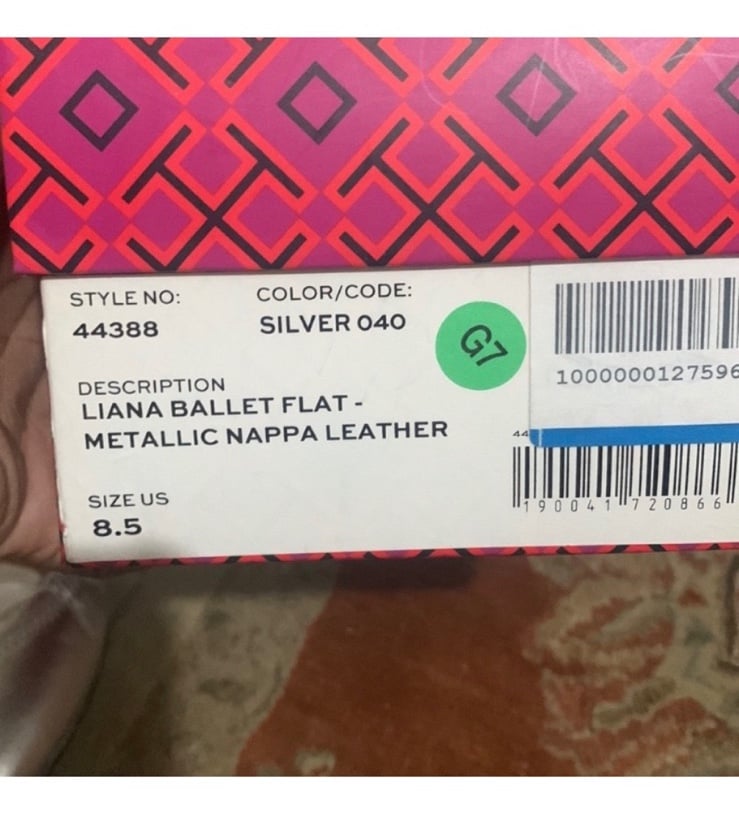 STYLE NO:
44388
COLOR/CODE:
SILVER 040
G7
1000000127596
DESCRIPTION
LIANA BALLET FLAT -
METALLIC NAPPA LEATHER
44
190041720866
SIZE US
8.5